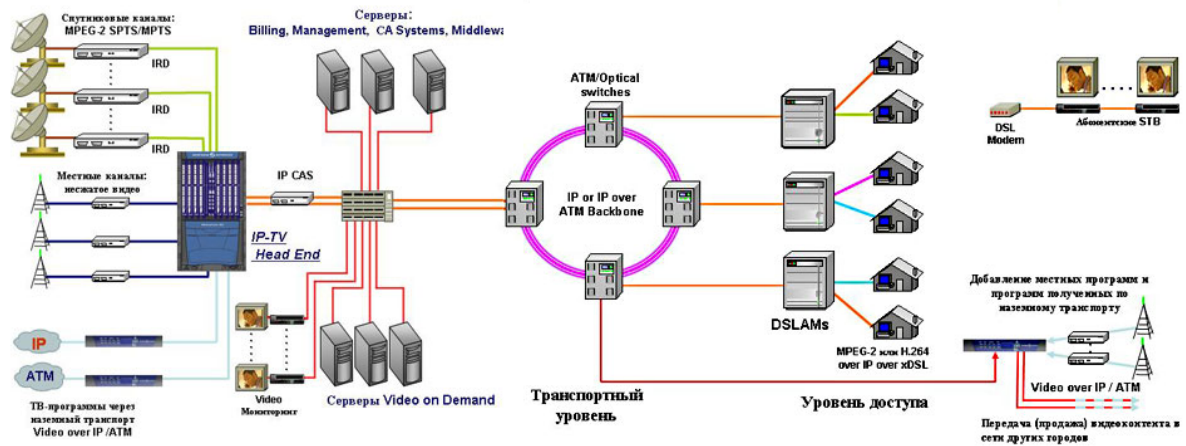 Спутниковые каналы:
MPEG-2 SPTS/MPTS
IRD
IRD
IRD
Местные каналы:
несжатое видео
IP
ATM
ТВ-программы через
наземный транспорт
Video over IP /ATM
IP-TV
Head End
IP CAS
Серверы:
Billing, Management, CA Systems, Middlewa
Video
Мониторинг
Серверы Video on Demand
ATM/Optical
switches
IP or IP over
ATM Backbone
Транспортный
уровень
DSLAMs
MPEG-2 или H.264
over IP over xDSL
Уровень доступа
DSL
Modem
Абонентские STB
Добавление местных программ и
программ полученных по
наземному транспорту
Video over IP / ATM
Передача (продажа) видеоконтента в
сети других городов